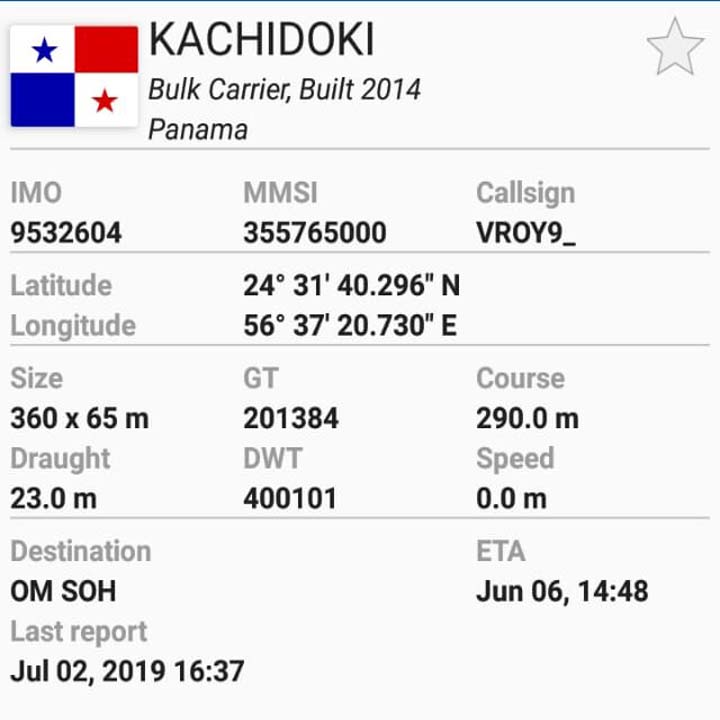 KACHIDOKI
Bulk Carrier, Built 2014
Panama
IMO MMSI Callsign
9532604 355765000 VROY9_
Latitude 24° 31' 40.296" N
Longitude 56° 37' 20.730" E
Size GT Course
360 x 65 m 201384 290.0 m
Draught DWT Speed
23.0 m 400101 0.0 m
Destination ETA
OM SOH Jun 06, 14:48
Last report
Jul 02, 2019 16:37